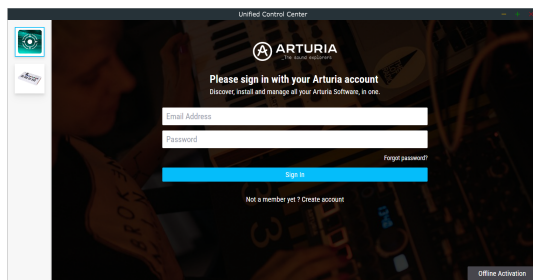 Unified Control Center
ARTURIA
_The sound explorers
Please sign in with your Arturia account
Discover, install and manage all your Arturia Software, in one.
Email Address
Password
Forgot password?
Sign In
Not a member yet ? Create account
Offline Activation